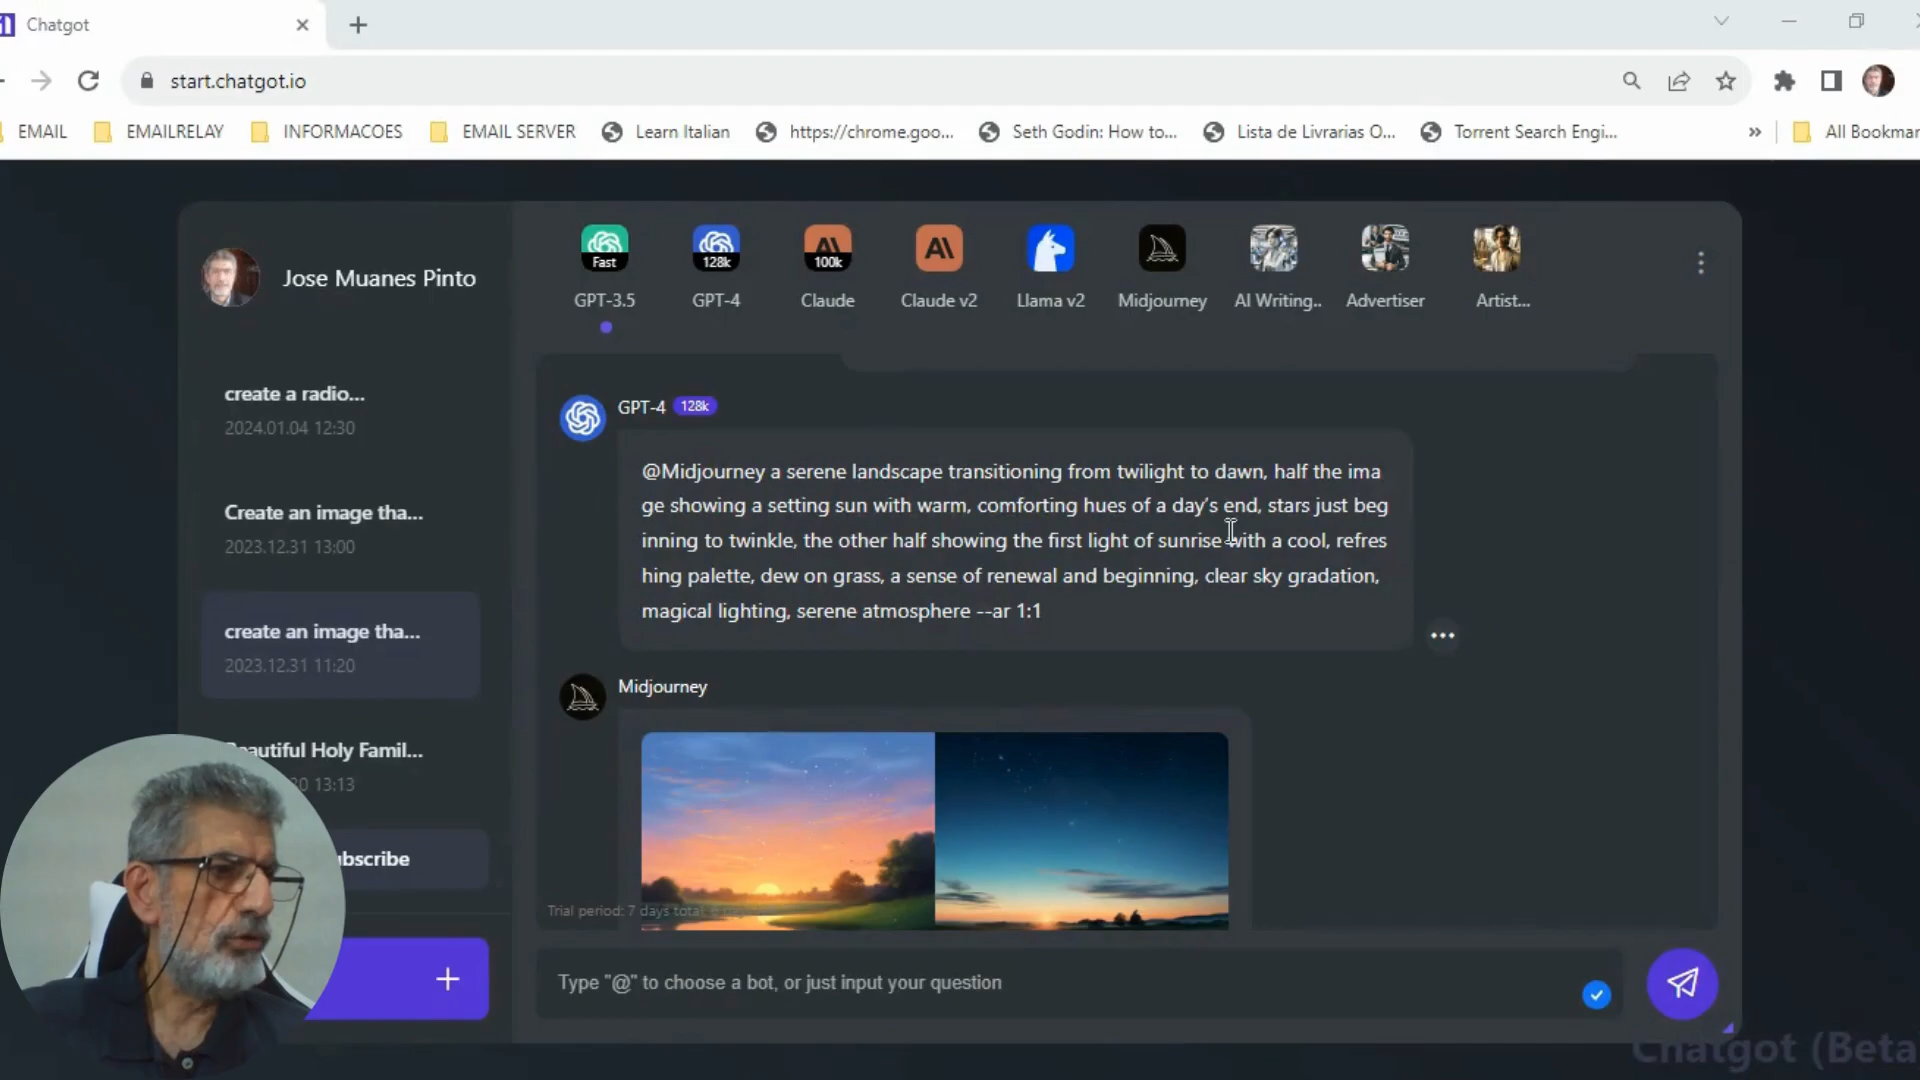 Chatgot
start.chatgot.io
EMAIL EMAILRELAY INFORMACOES EMAIL SERVER Learn Italian https://chrome.goo... Seth Godin: How to... Lista de Livrarias O... Torrent Search Engi... » All Bookmar
Jose Muanes Pinto
Fast 128k 100k
GPT-3.5 GPT-4 Claude Claude v2 Llama v2 Midjourney AI Writing.. Advertiser Artist...
create a radio...
2024.01.04 12:30
Create an image tha...
2023.12.31 13:00
create an image tha...
2023.12.31 11:20
eautiful Holy Famil...
0 13:13
ubscribe
GPT-4 128k
@Midjourney a serene landscape transitioning from twilight to dawn, half the ima
ge showing a setting sun with warm, comforting hues of a day’s end, stars just beg
inning to twinkle, the other half showing the first light of sunrise with a cool, refres
hing palette, dew on grass, a sense of renewal and beginning, clear sky gradation,
magical lighting, serene atmosphere --ar 1:1
Midjourney
Trial period: 7 days total,
Type "@" to choose a bot, or just input your question
Chatgot (Beta